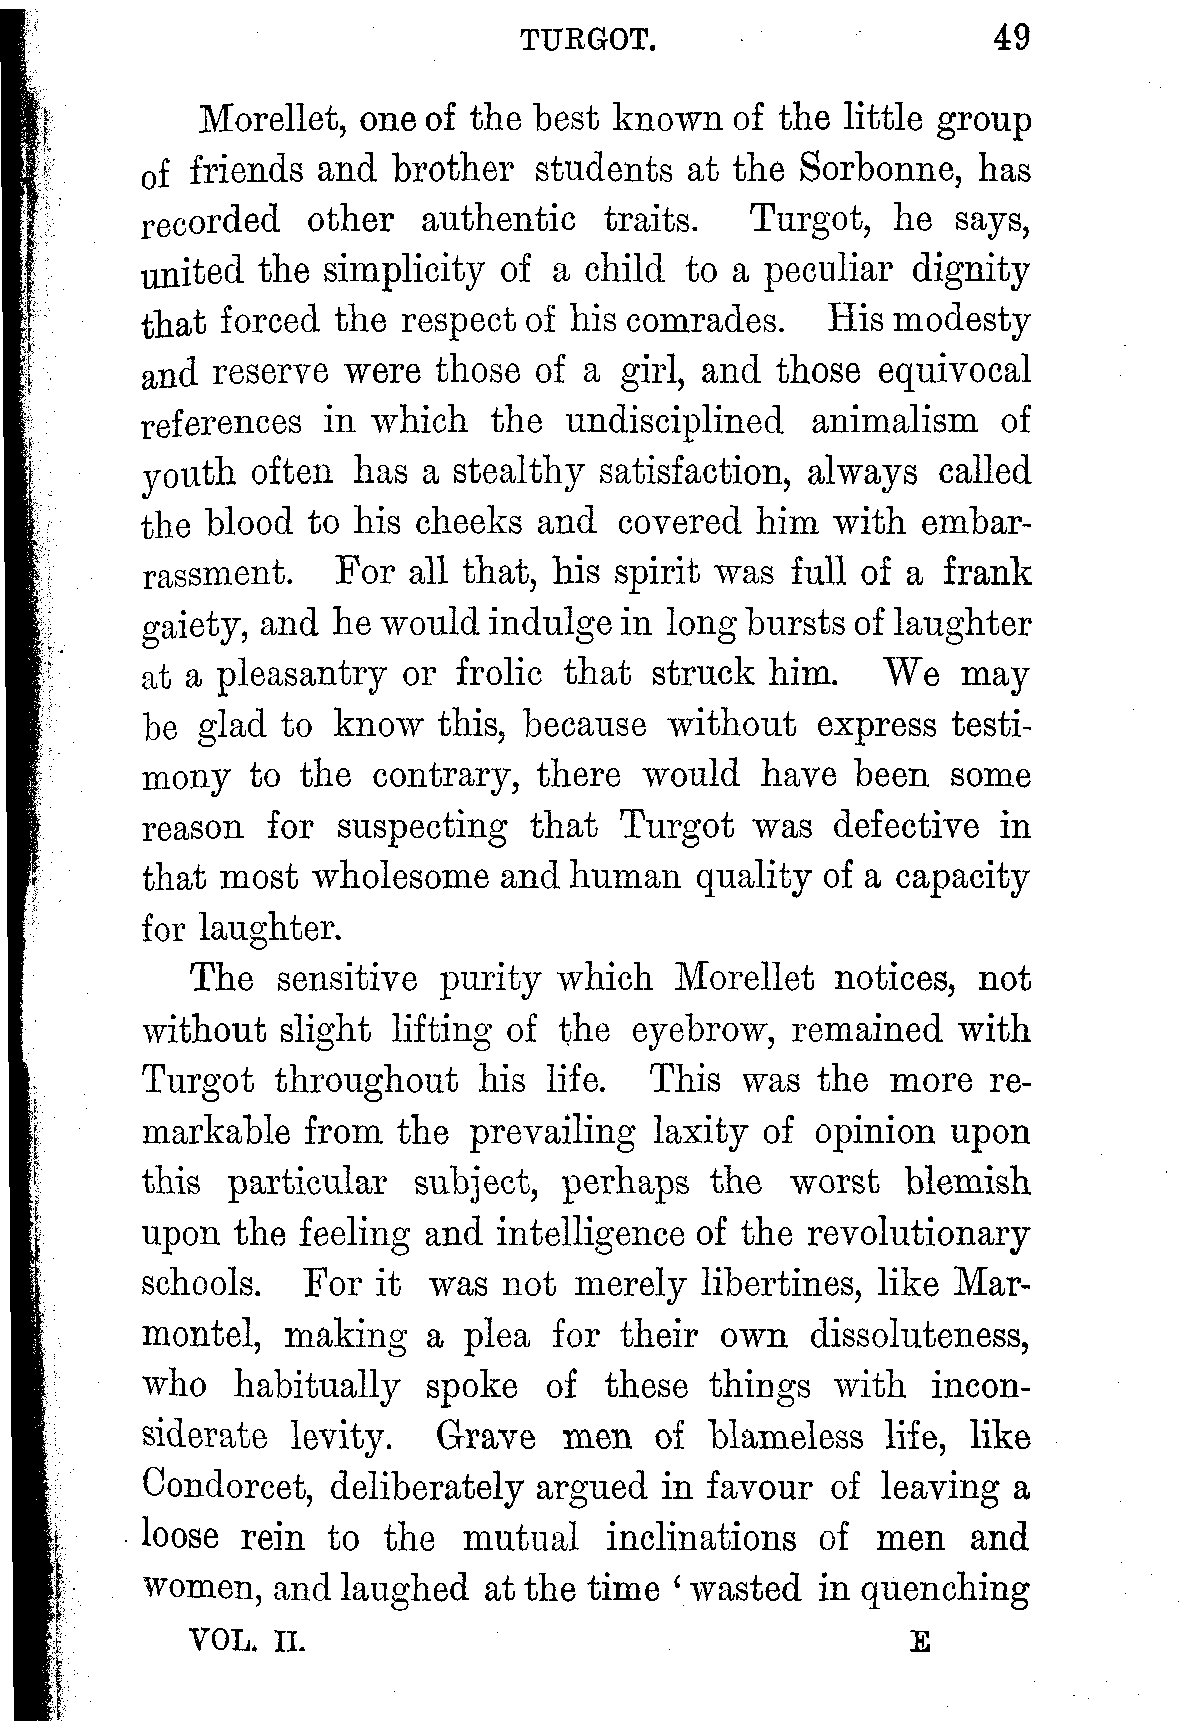 TURGOT. 49
Morellet, one of the best known of the little group
of friends and brother students at the Sorbonne, has
recorded other authentic traits. Turgot, he says,
united the simplicity of a child to a peculiar dignity
that forced the respect of his comrades. His modesty
and reserve were those of a girl, and those equivocal
references in which the undisciplined animalism of
youth often has a stealthy satisfaction, always called
the blood to his cheeks and covered him with embar-
rassment. For all that, his spirit was full of a frank
gaiety, and he would indulge in long bursts of laughter
at a pleasantry or frolic that struck him. We may
be glad to know this, because without express testi-
mony to the contrary, there would have been some
reason for suspecting that Turgot was defective in
that most wholesome and human quality of a capacity
for laughter.
The sensitive purity which Morellet notices, not
without slight lifting of the eyebrow, remained with
Turgot throughout his life. This was the more re-
markable from the prevailing laxity of opinion upon
this particular subject, perhaps the worst blemish
upon the feeling and intelligence of the revolutionary
schools. For it was not merely libertines, like Mar-
montel, making a plea for their own dissoluteness,
who habitually spoke of these things with incon-
siderate levity. Grave men of blameless life, like
Condorcet, deliberately argued in favour of leaving a
loose rein to the mutual inclinations of men and
women, and laughed at the time ‘ wasted in quenching
VOL. II. E